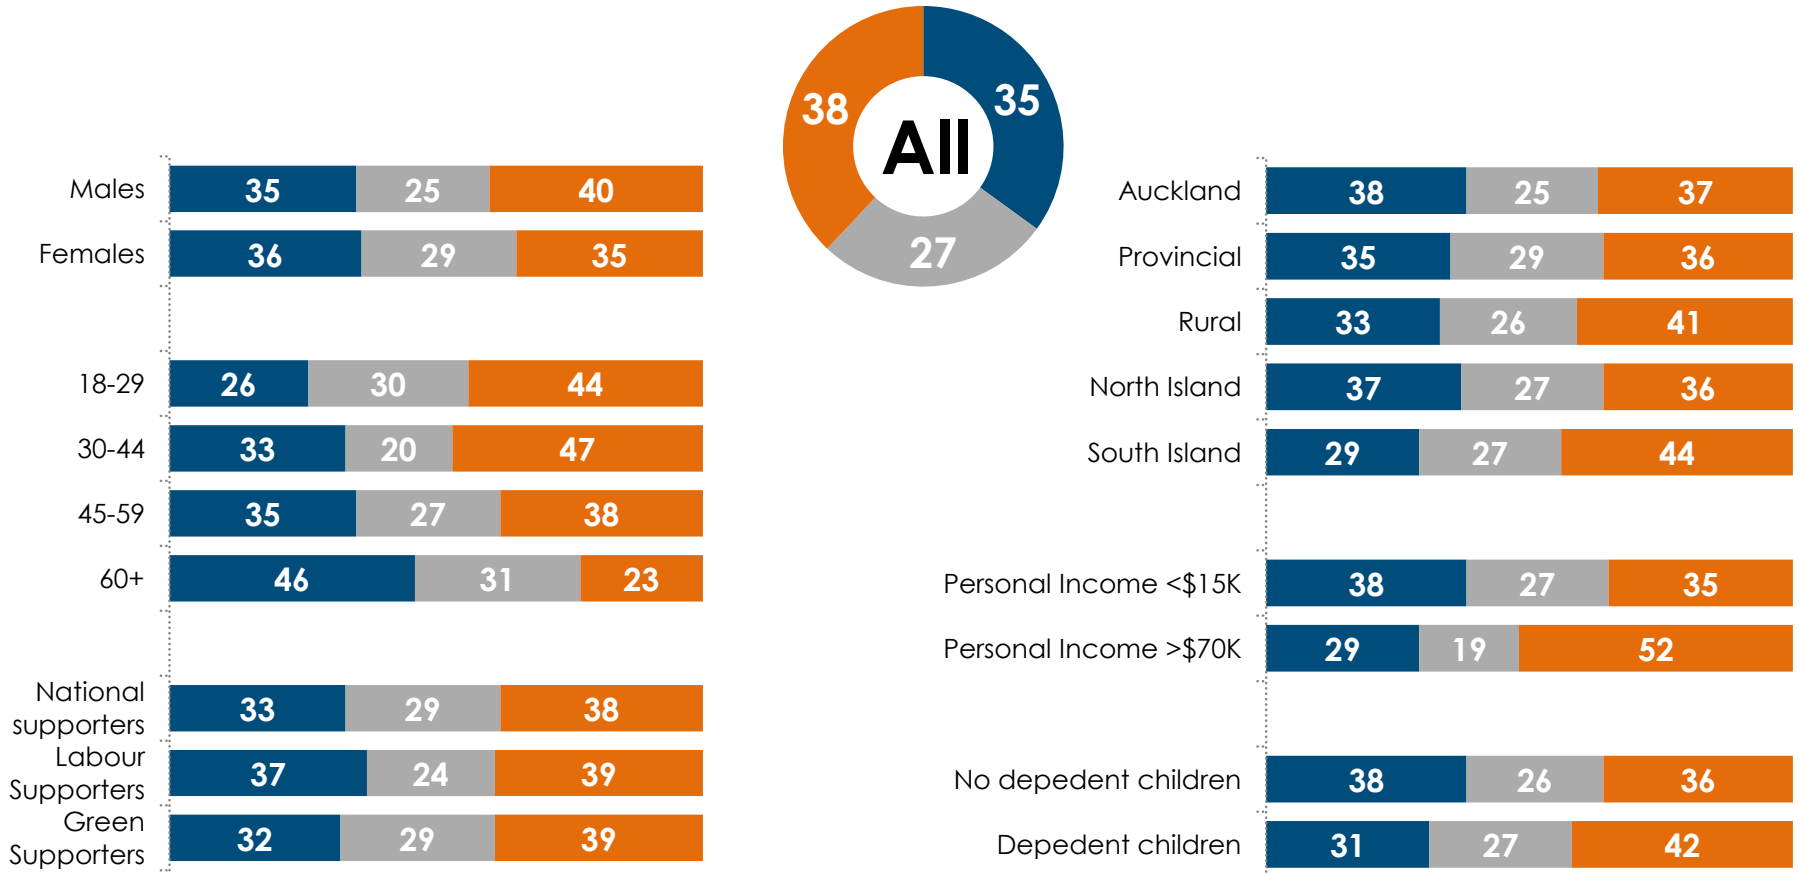 38
35
All
27
Males 35 25 40
Females 36 29 35
18-29 26 30 44
30-44 33 20 47
45-59 35 27 38
60+ 46 31 23
National
supporters 33 29 38
Labour
Supporters 37 24 39
Green
Supporters 32 29 39
Auckland 38 25 37
Provincial 35 29 36
Rural 33 26 41
North Island 37 27 36
South Island 29 27 44
Personal Income <$15K 38 27 35
Personal Income >$70K 29 19 52
No depedent children 38 26 36
Depedent children 31 27 42